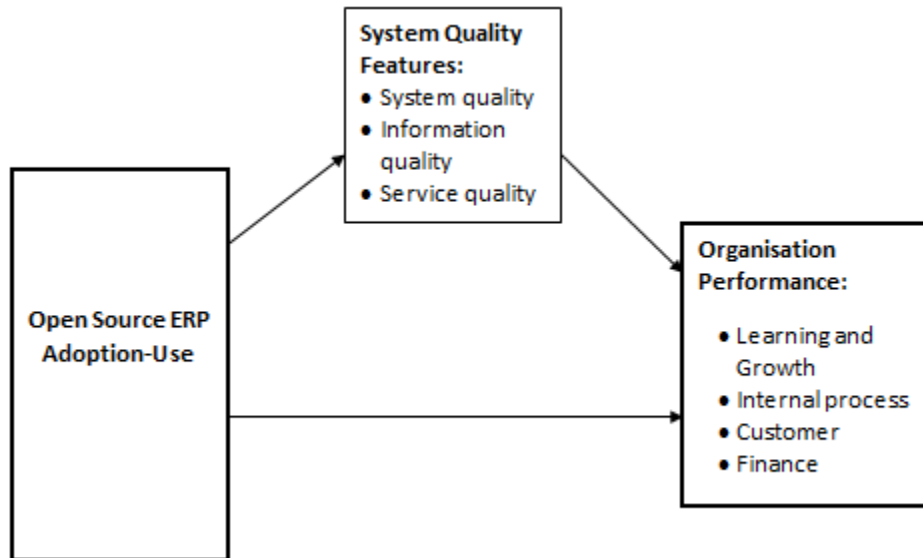 System Quality
Features:
● System quality
● Information
quality
● Service quality
Open Source ERP
Adoption-Use
Organisation
Performance:
● Learning and
Growth
● Internal process
● Customer
● Finance